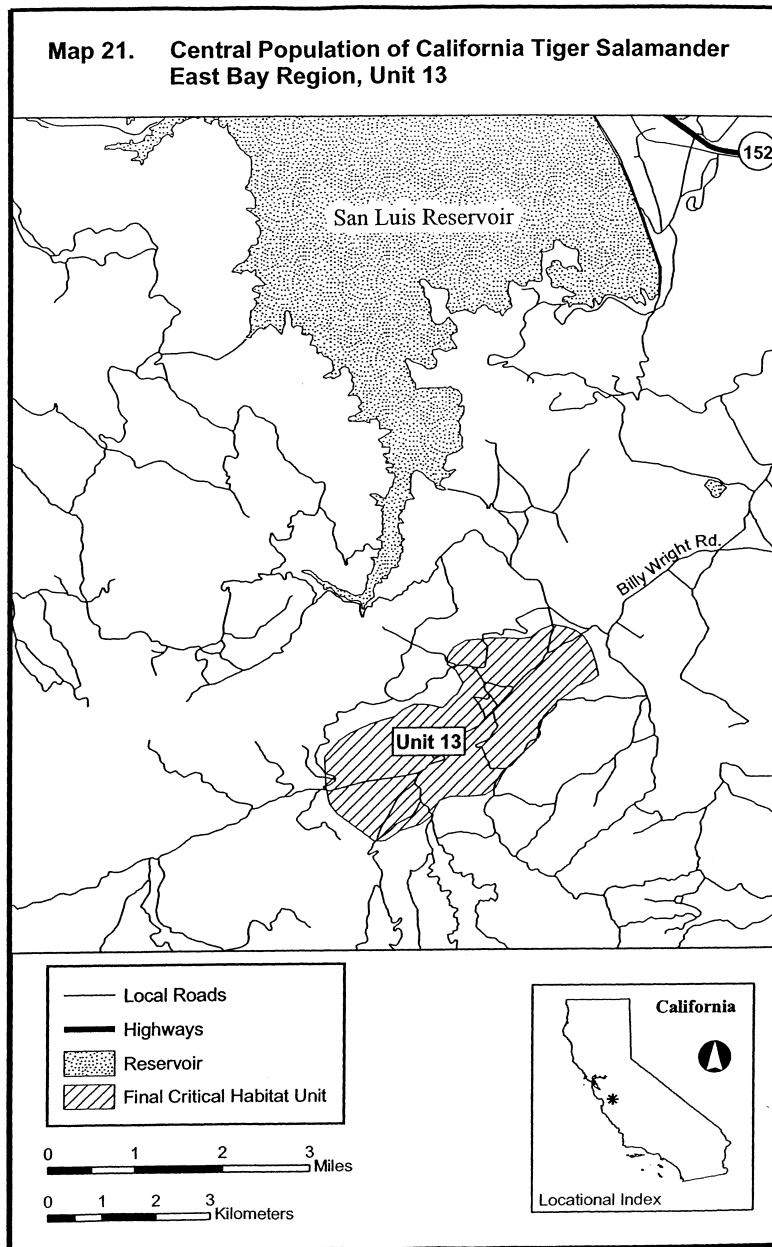 Map 21. Central Population of California Tiger Salamander
East Bay Region, Unit 13
152
San Luis Reservoir
Billy Wright Rd.
Unit 13
Local Roads
Highways
Reservoir
Final Critical Habitat Unit
0 1 2 3 Miles
0 1 2 3 Kilometers
California
Locational Index